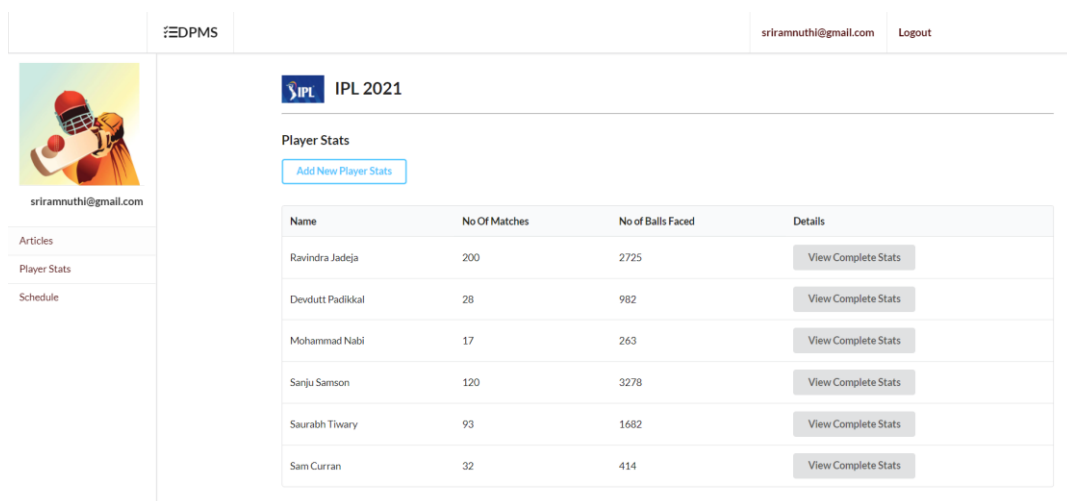 DPMS
sriramnuthi@gmail.com
Logout
sriramnuthi@gmail.com
Articles
Player Stats
Schedule
IPL IPL 2021
Player Stats
Add New Player Stats
Name No Of Matches No of Balls Faced Details
Ravindra Jadeja 200 2725 View Complete Stats
Devdutt Padikkal 28 982 View Complete Stats
Mohammad Nabi 17 263 View Complete Stats
Sanju Samson 120 3278 View Complete Stats
Saurabh Tiwary 93 1682 View Complete Stats
Sam Curran 32 414 View Complete Stats